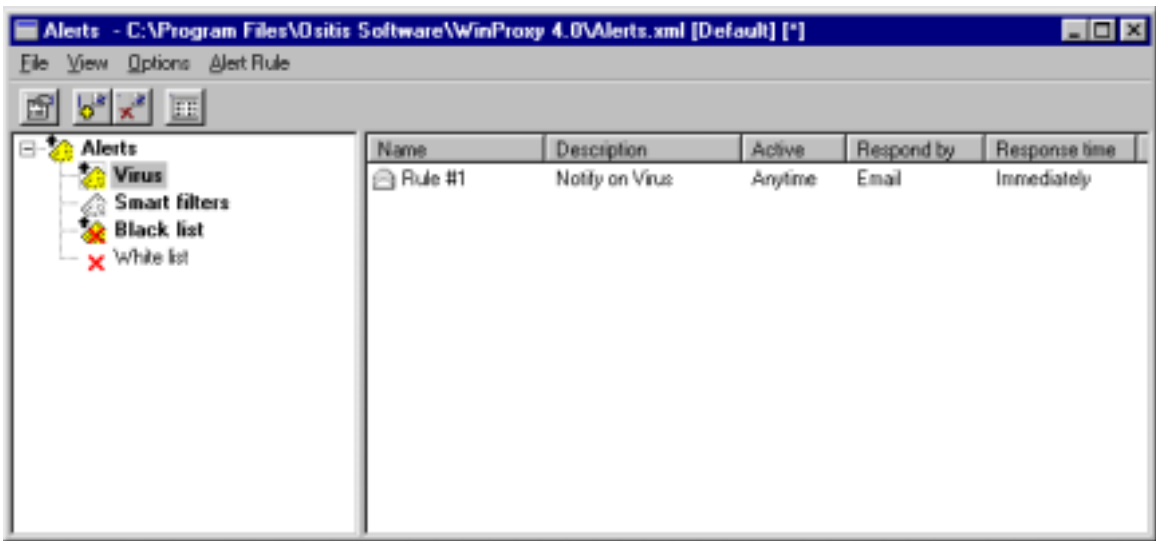 Alerts - C:\Program Files\Ositis Software\WinProxy 4.0\Alerts.xml [Default] [*]
File View Options Alert Rule
Alerts
Virus
Smart filters
Black list
White list
Name Description Active Respond by Response time
Rule #1 Notify on Virus Anytime Email Immediately